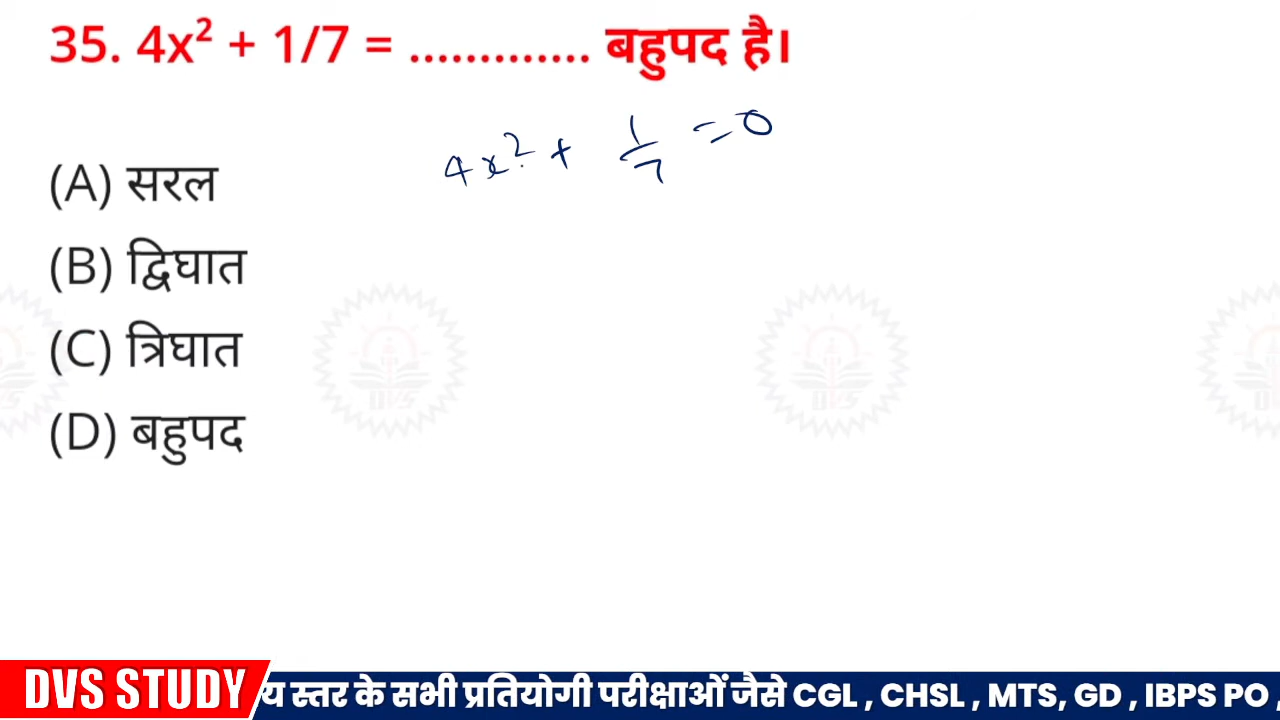 35. 4x² + 1/7 = ............. बहुपद है।
4x² + 1/7 = 0
(A) सरल
(B) द्विघात
(C) त्रिघात
(D) बहुपद
DVS STUDY
य स्तर के सभी प्रतियोगी परीक्षाओं जैसे CGL , CHSL , MTS, GD , IBPS PO ,